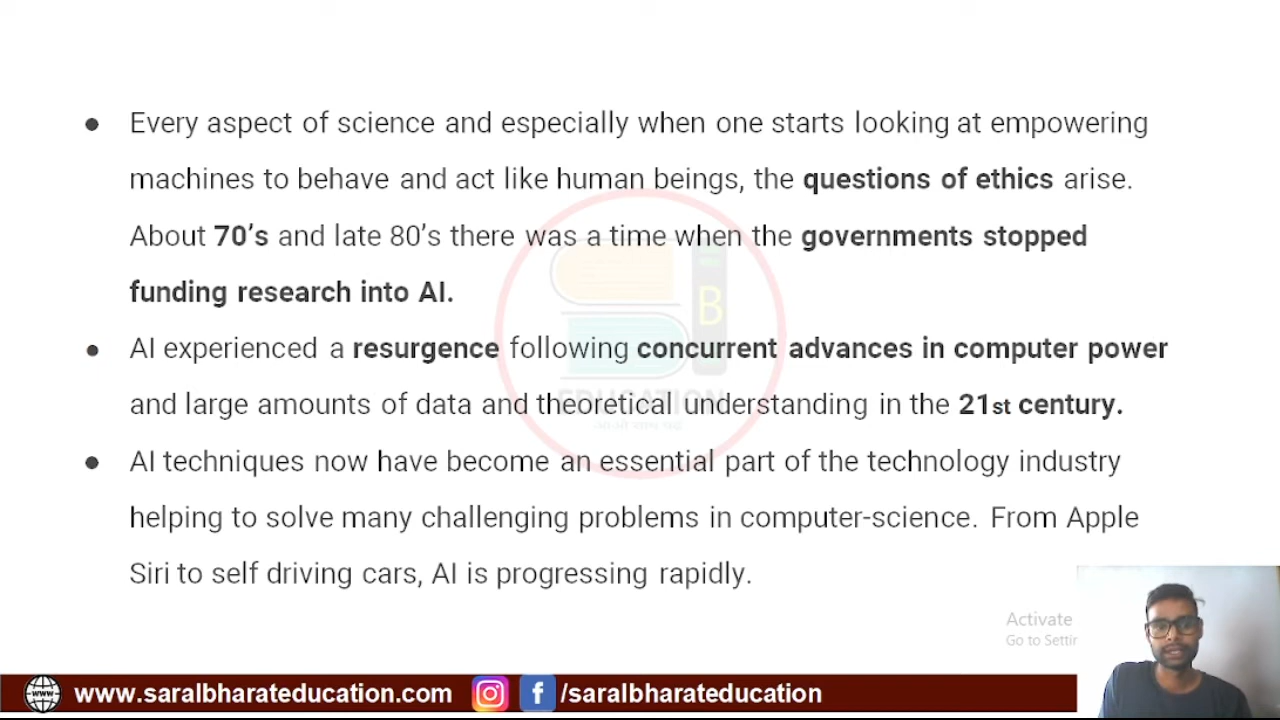 ● Every aspect of science and especially when one starts looking at empowering
machines to behave and act like human beings, the questions of ethics arise.
About 70's and late 80's there was a time when the governments stopped
funding research into AI.
● AI experienced a resurgence following concurrent advances in computer power
and large amounts of data and theoretical understanding in the 21st century.
● AI techniques now have become an essential part of the technology industry
helping to solve many challenging problems in computer-science. From Apple
Siri to self driving cars, AI is progressing rapidly.
B
EDUCATION
Activate
Go to Settin
www
www.saralbharateducation.com
/saralbharateducation